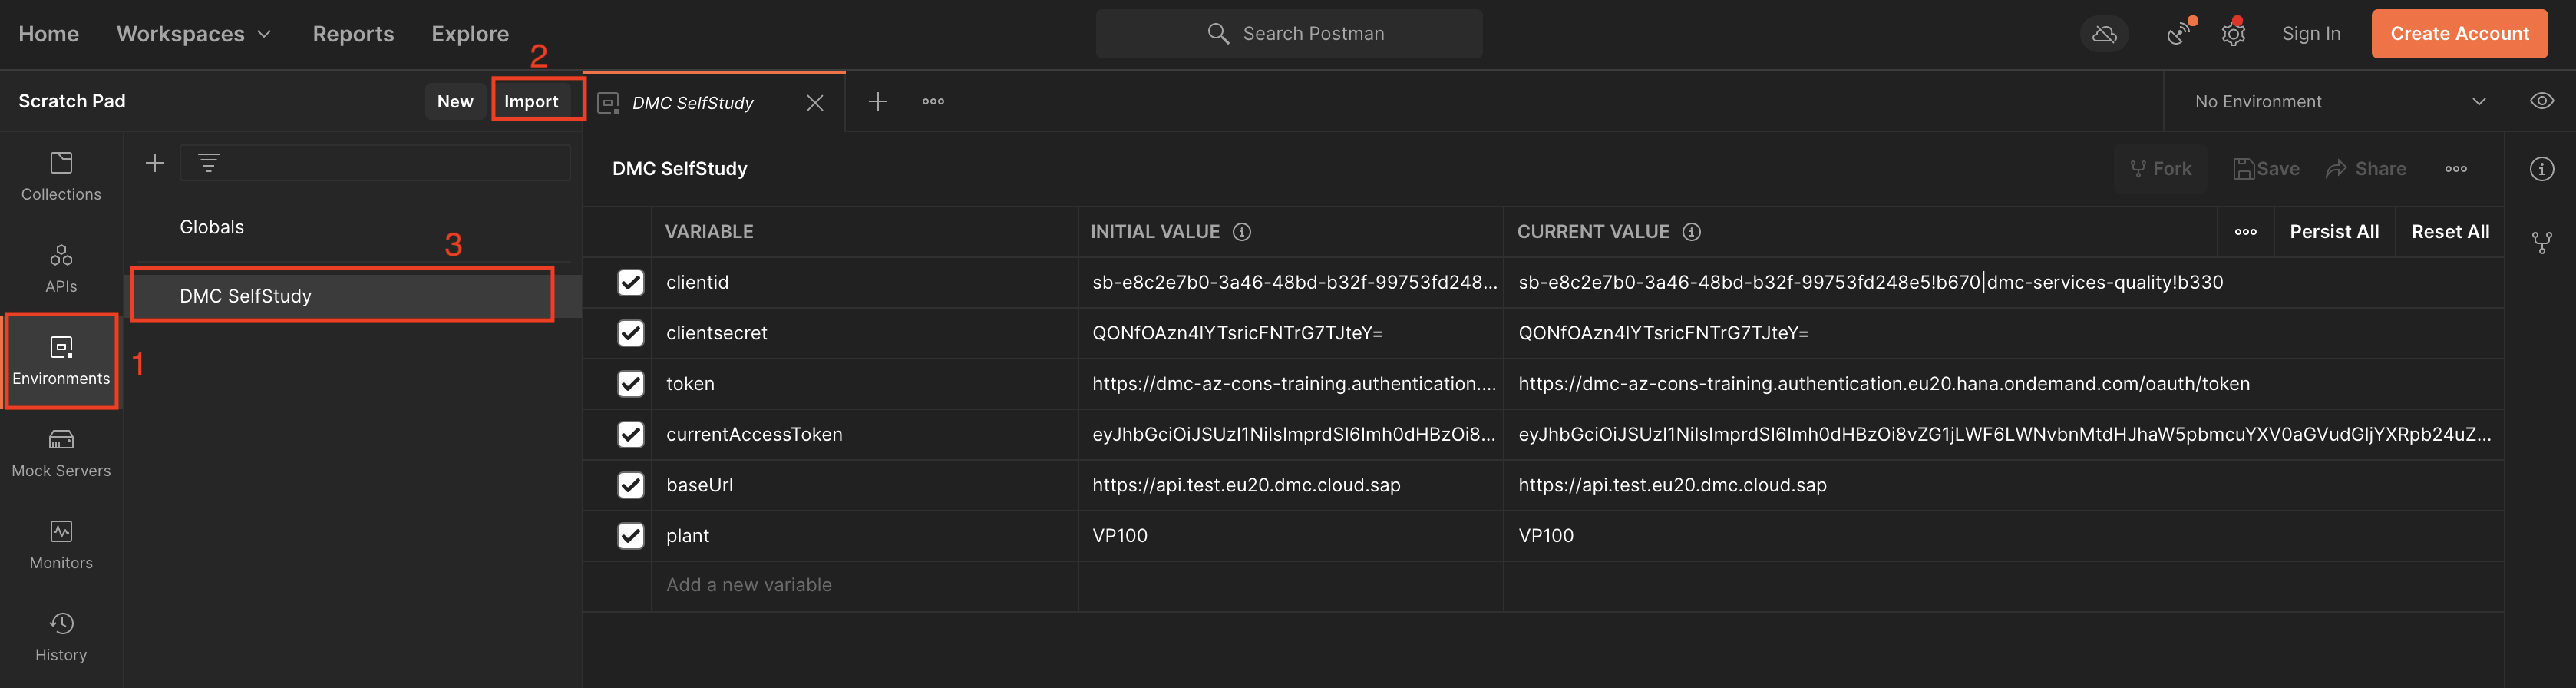 Home Workspaces Reports Explore Search Postman Sign In Create Account
2
Scratch Pad New Import DMC SelfStudy No Environment
Collections
DMC SelfStudy Fork Save Share
Globals
3
VARIABLE INITIAL VALUE CURRENT VALUE Persist All Reset All
APIs
DMC SelfStudy
clientid sb-e8c2e7b0-3a46-48bd-b32f-99753fd248... sb-e8c2e7b0-3a46-48bd-b32f-99753fd248e5!b670|dmc-services-quality!b330
clientsecret QONfOAzn4lYTsricFNTrG7TJteY= QONfOAzn4lYTsricFNTrG7TJteY=
Environments
1
token https://dmc-az-cons-training.authentication.... https://dmc-az-cons-training.authentication.eu20.hana.ondemand.com/oauth/token
currentAccessToken eyJhbGciOiJSUzI1NiIsImprdSI6Imh0dHBzOi8... eyJhbGciOiJSUzI1NiIsImprdSI6Imh0dHBzOi8vZG1jLWF6LWNvbnMtdHJhaW5pbmcuYXV0aGVudGljYXRpb24uZ...
Mock Servers
baseUrl https://api.test.eu20.dmc.cloud.sap https://api.test.eu20.dmc.cloud.sap
plant VP100 VP100
Monitors
Add a new variable
History